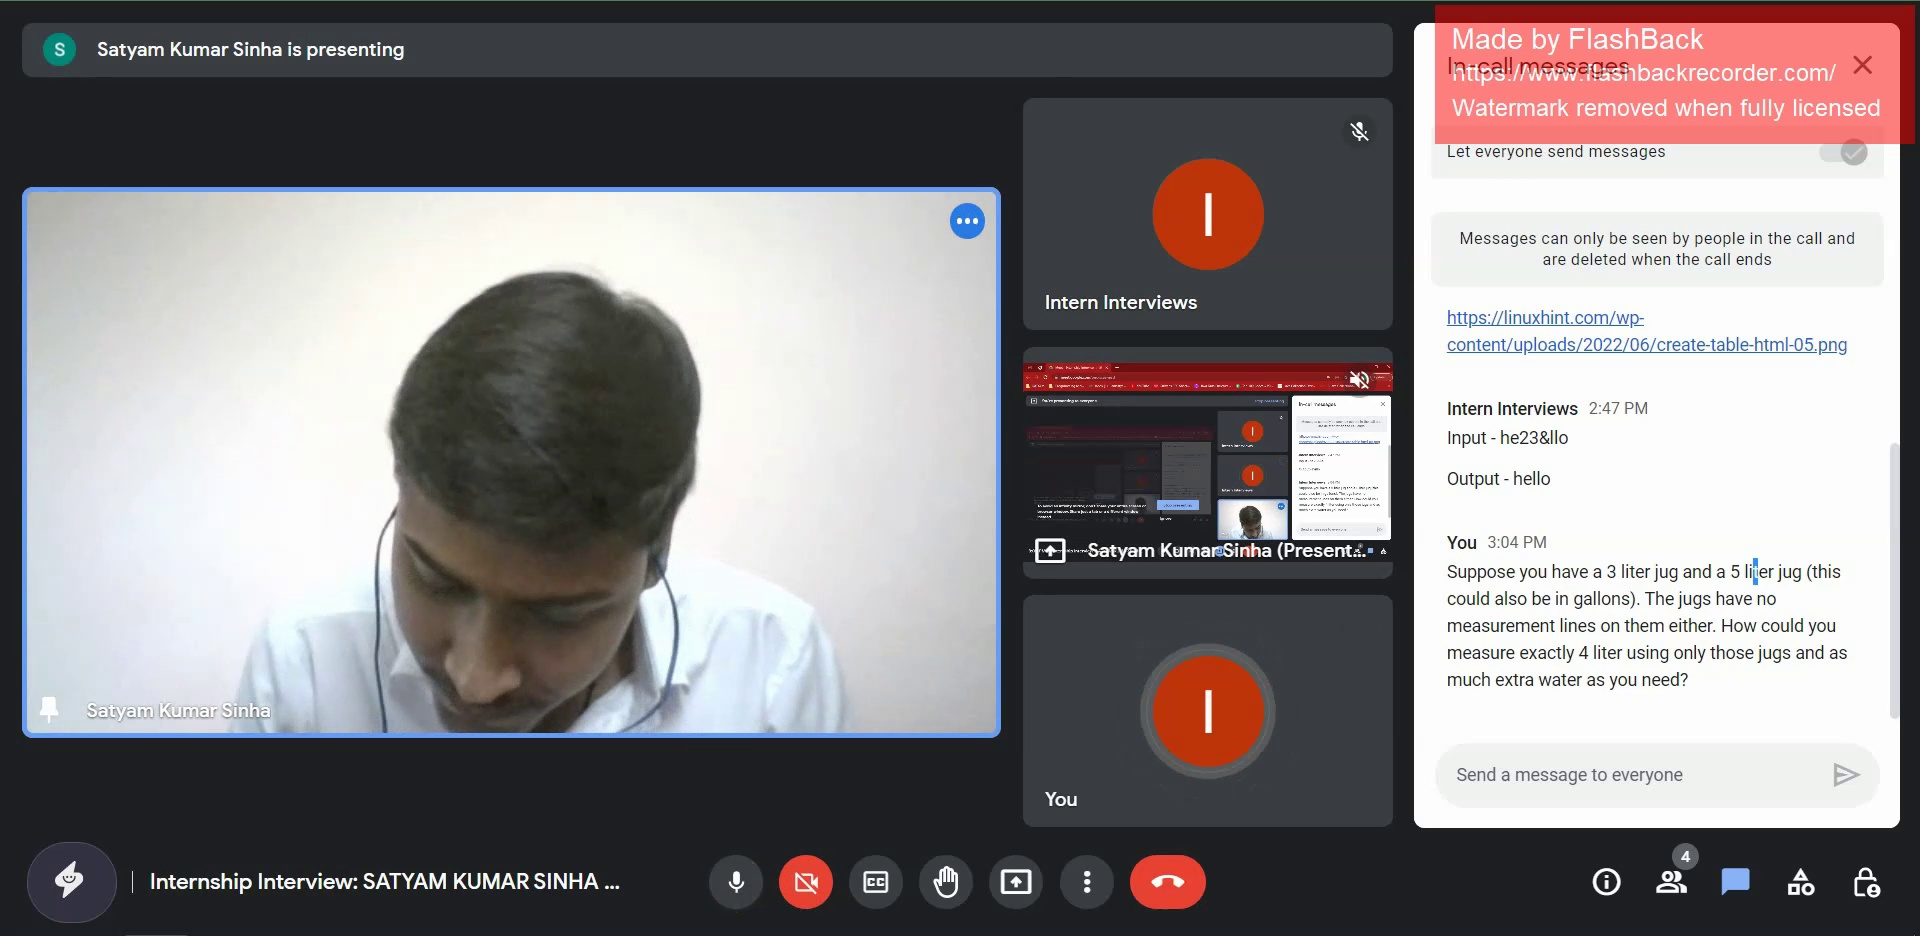 S
Satyam Kumar Sinha is presenting
Made by FlashBack
In-call messages
https://www.flashbackrecorder.com/
Watermark removed when fully licensed
Let everyone send messages
Messages can only be seen by people in the call and
are deleted when the call ends
https://linuxhint.com/wp-
content/uploads/2022/06/create-table-html-05.png
Intern Interviews 2:47 PM
Input - he23&llo
Output - hello
You 3:04 PM
Suppose you have a 3 liter jug and a 5 liter jug (this
could also be in gallons). The jugs have no
measurement lines on them either. How could you
measure exactly 4 liter using only those jugs and as
much extra water as you need?
Send a message to everyone
I
Intern Interviews
In-call messages
Satyam Kumar Sinha (Present...
I
You
Satyam Kumar Sinha
Internship Interview: SATYAM KUMAR SINHA ...
CC
4